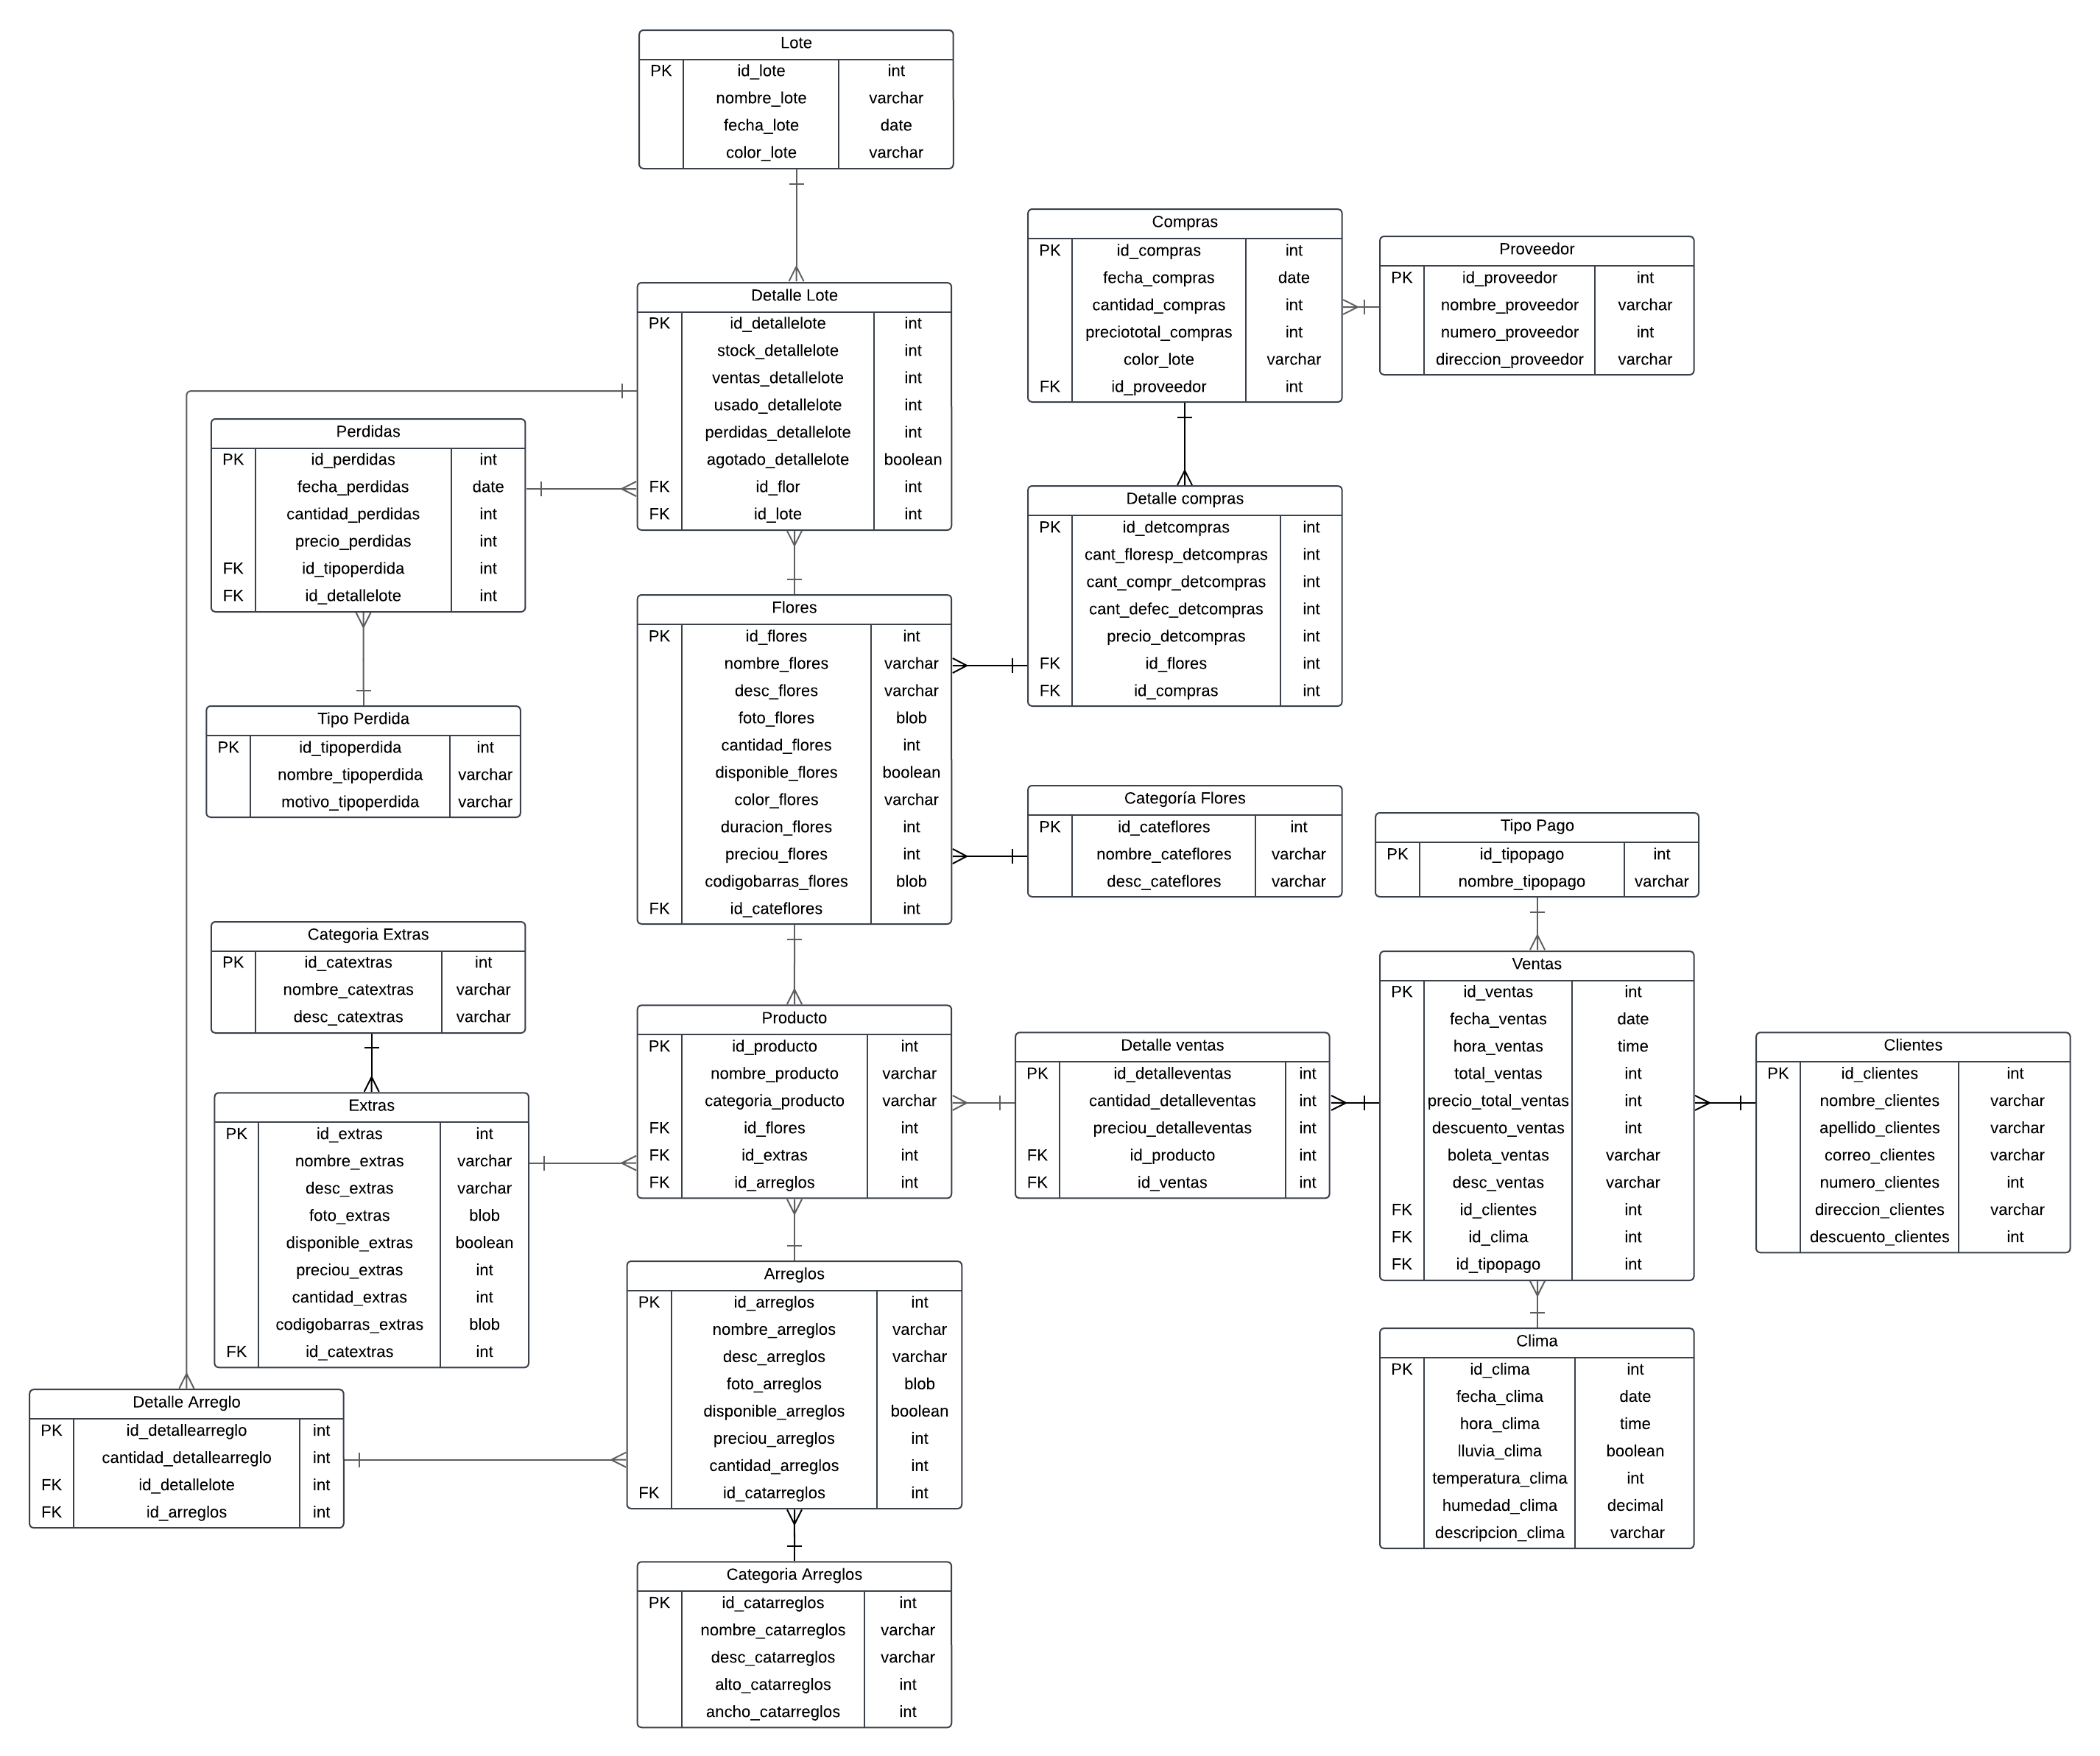 Lote
PK id_lote int
nombre_lote varchar
fecha_lote date
color_lote varchar
Compras
PK id_compras int
fecha_compras date
cantidad_compras int
preciototal_compras int
color_lote varchar
FK id_proveedor int
Proveedor
PK id_proveedor int
nombre_proveedor varchar
numero_proveedor int
direccion_proveedor varchar
Detalle Lote
PK id_detallelote int
stock_detallelote int
ventas_detallelote int
usado_detallelote int
perdidas_detallelote int
agotado_detallelote boolean
FK id_flor int
FK id_lote int
Perdidas
PK id_perdidas int
fecha_perdidas date
cantidad_perdidas int
precio_perdidas int
FK id_tipoperdida int
FK id_detallelote int
Detalle compras
PK id_detcompras int
cant_floresp_detcompras int
cant_compr_detcompras int
cant_defec_detcompras int
precio_detcompras int
FK id_flores int
FK id_compras int
Flores
PK id_flores int
nombre_flores varchar
desc_flores varchar
foto_flores blob
cantidad_flores int
disponible_flores boolean
color_flores varchar
duracion_flores int
preciou_flores int
codigobarras_flores blob
FK id_cateflores int
Tipo Perdida
PK id_tipoperdida int
nombre_tipoperdida varchar
motivo_tipoperdida varchar
Categoría Flores
PK id_cateflores int
nombre_cateflores varchar
desc_cateflores varchar
Tipo Pago
PK id_tipopago int
nombre_tipopago varchar
Categoria Extras
PK id_catextras int
nombre_catextras varchar
desc_catextras varchar
Ventas
PK id_ventas int
fecha_ventas date
hora_ventas time
total_ventas int
precio_total_ventas int
descuento_ventas int
boleta_ventas varchar
desc_ventas varchar
FK id_clientes int
FK id_clima int
FK id_tipopago int
Producto
PK id_producto int
nombre_producto varchar
categoria_producto varchar
FK id_flores int
FK id_extras int
FK id_arreglos int
Detalle ventas
PK id_detalleventas int
cantidad_detalleventas int
preciou_detalleventas int
FK id_producto int
FK id_ventas int
Clientes
PK id_clientes int
nombre_clientes varchar
apellido_clientes varchar
correo_clientes varchar
numero_clientes int
direccion_clientes varchar
descuento_clientes int
Extras
PK id_extras int
nombre_extras varchar
desc_extras varchar
foto_extras blob
disponible_extras boolean
preciou_extras int
cantidad_extras int
codigobarras_extras blob
FK id_catextras int
Arreglos
PK id_arreglos int
nombre_arreglos varchar
desc_arreglos varchar
foto_arreglos blob
disponible_arreglos boolean
preciou_arreglos int
cantidad_arreglos int
FK id_catarreglos int
Clima
PK id_clima int
fecha_clima date
hora_clima time
lluvia_clima boolean
temperatura_clima int
humedad_clima decimal
descripcion_clima varchar
Detalle Arreglo
PK id_detallearreglo int
cantidad_detallearreglo int
FK id_detallelote int
FK id_arreglos int
Categoria Arreglos
PK id_catarreglos int
nombre_catarreglos varchar
desc_catarreglos varchar
alto_catarreglos int
ancho_catarreglos int